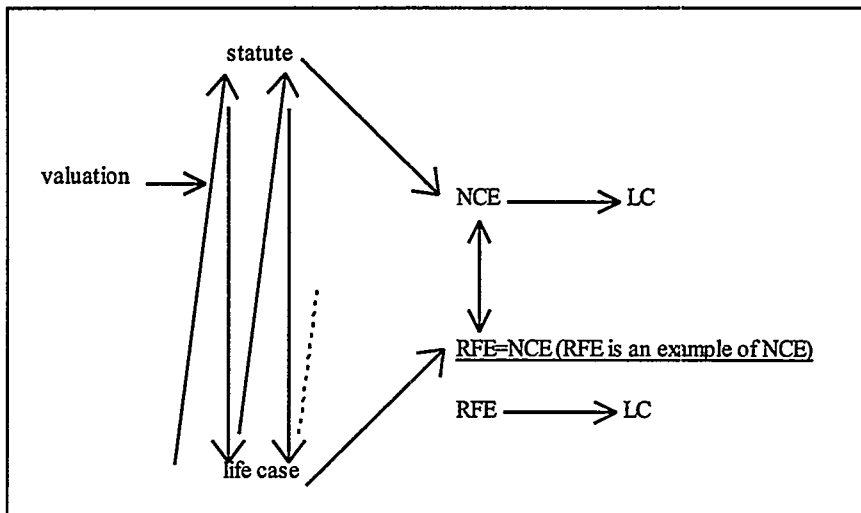 statute
valuation
NCE LC
RFE=NCE (RFE is an example of NCE)
RFE LC
life case